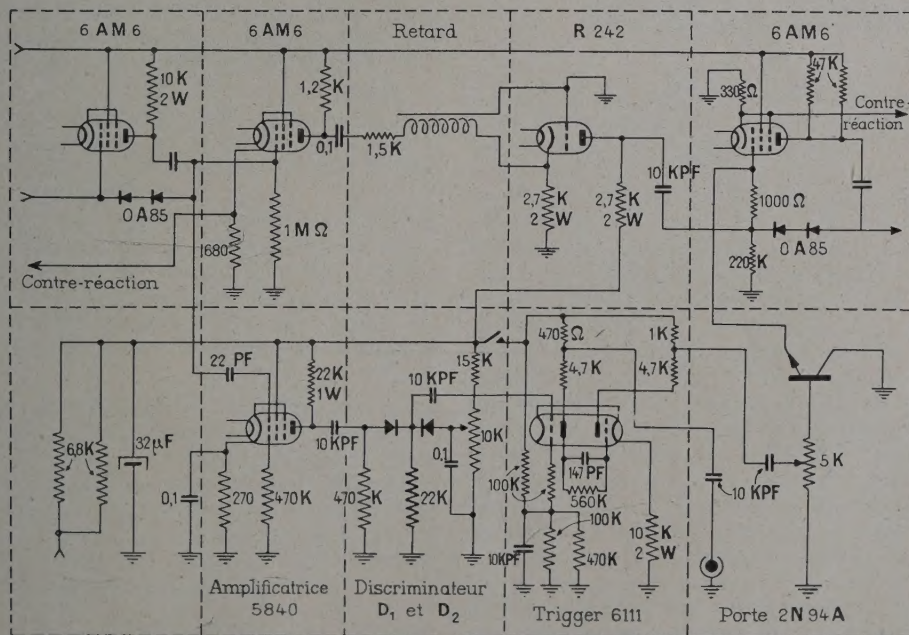 6 AM 6
6 AM 6
Retard
R 242
6 AM 6
10 K
2 W
1,2 K
0,1
1,5 K
2,7 K
2 W
2,7 K
2 W
10 KPF
330 Ω
47 K
Contre-
réaction
1000 Ω
0 A 85
220 K
0 A 85
680
1 M Ω
Contre-réaction
22 PF
22 K
1 W
10 KPF
15 K
10 KPF
10 K
470 Ω
4,7 K
1 K
4,7 K
6,8 K
32 µF
0,1
270
470 K
470 K
22 K
0,1
100 K
147 PF
560 K
100 K
10 KPF
470 K
10 K
2 W
10 KPF
5 K
Amplificatrice
5840
Discriminateur
D1 et D2
Trigger 6111
Porte 2N 94 A